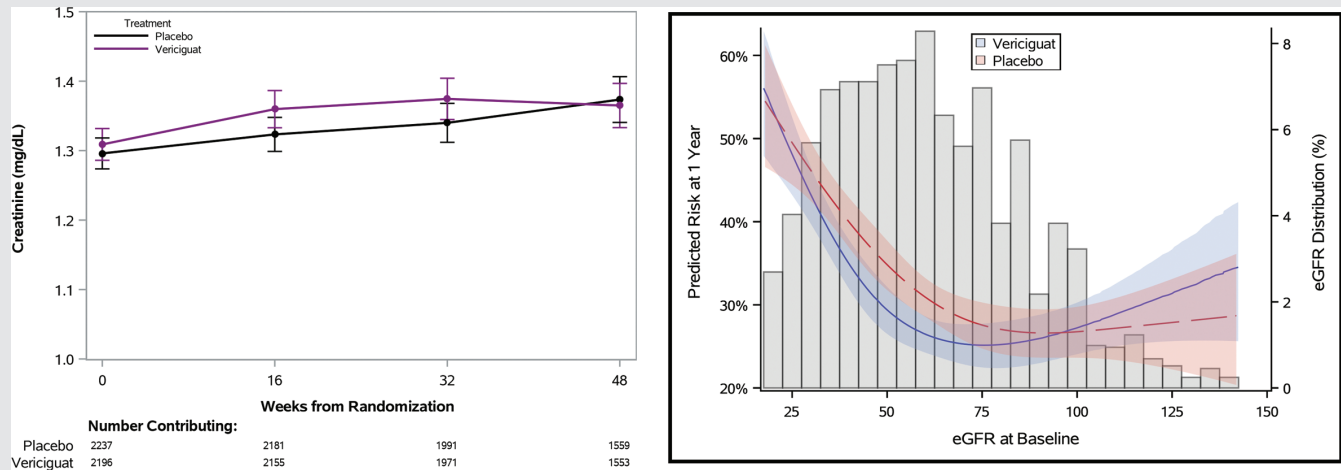 Treatment
Placebo
Vericiguat
Creatinine (mg/dL)
1.5
1.4
1.3
1.2
1.1
1.0
0 16 32 48
Weeks from Randomization
Number Contributing:
Placebo 2237 2181 1991 1559
Vericiguat 2196 2155 1971 1553
Vericiguat
Placebo
Predicted Risk at 1 Year
60%
50%
40%
30%
20%
8
6
4
2
0
eGFR Distribution (%)
25 50 75 100 125 150
eGFR at Baseline